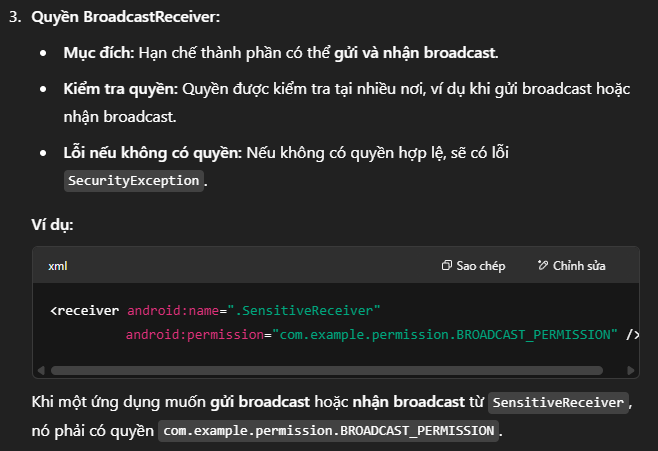 3. Quyền BroadcastReceiver:
• Mục đích: Hạn chế thành phần có thể gửi và nhận broadcast.
• Kiểm tra quyền: Quyền được kiểm tra tại nhiều nơi, ví dụ khi gửi broadcast hoặc
nhận broadcast.
• Lỗi nếu không có quyền: Nếu không có quyền hợp lệ, sẽ có lỗi
SecurityException.
Ví dụ:
xml Sao chép Chỉnh sửa
<receiver android:name=".SensitiveReceiver"
android:permission="com.example.permission.BROADCAST_PERMISSION" />
Khi một ứng dụng muốn gửi broadcast hoặc nhận broadcast từ SensitiveReceiver,
nó phải có quyền com.example.permission.BROADCAST_PERMISSION.